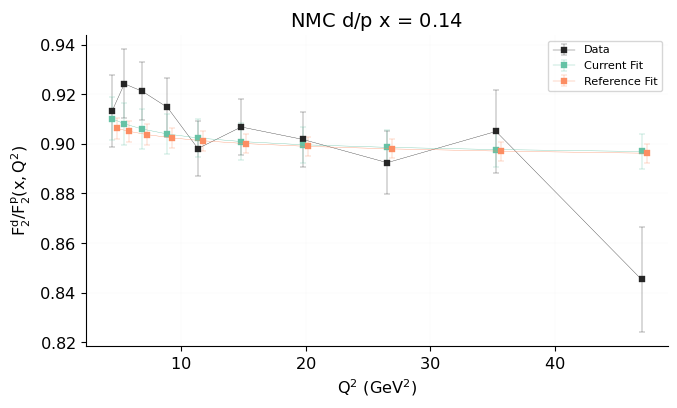 NMC d/p x = 0.14
0.94
0.92
0.90
0.88
0.86
0.84
0.82
F₂ᵈ/F₂ᵖ(x, Q²)
Data
Current Fit
Reference Fit
10
20
30
40
Q² (GeV²)